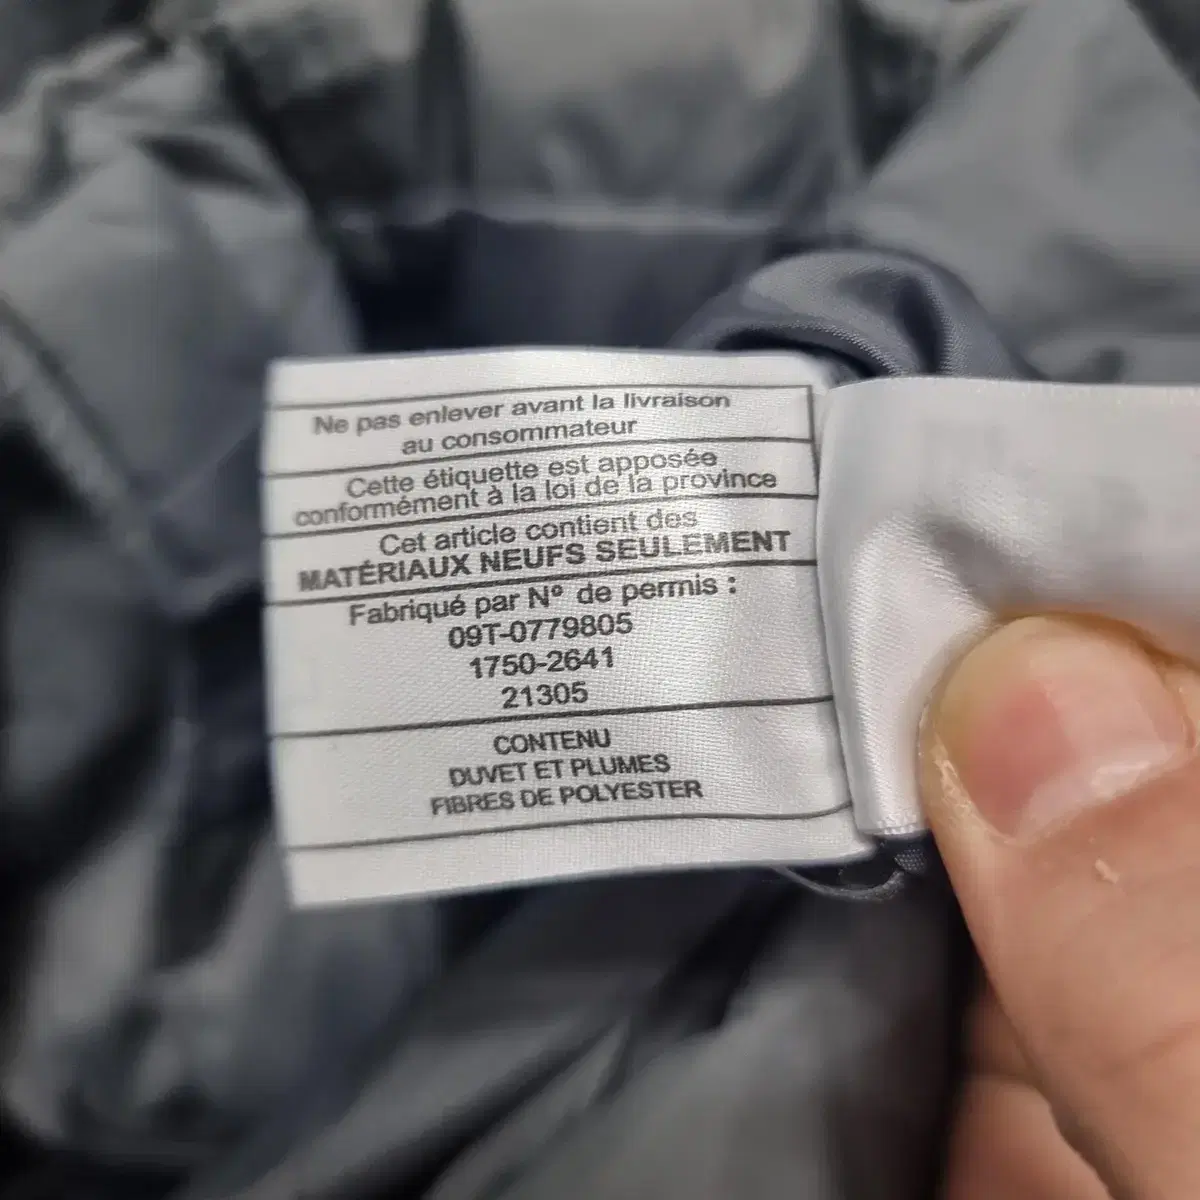 Ne pas enlever avant la livraison
au consommateur
Cette étiquette est apposée
conformément à la loi de la province
Cet article contient des
MATÉRIAUX NEUFS SEULEMENT
Fabriqué par Nº de permis :
09T-0779805
1750-2641
21305
CONTENU
DUVET ET PLUMES
FIBRES DE POLYESTER